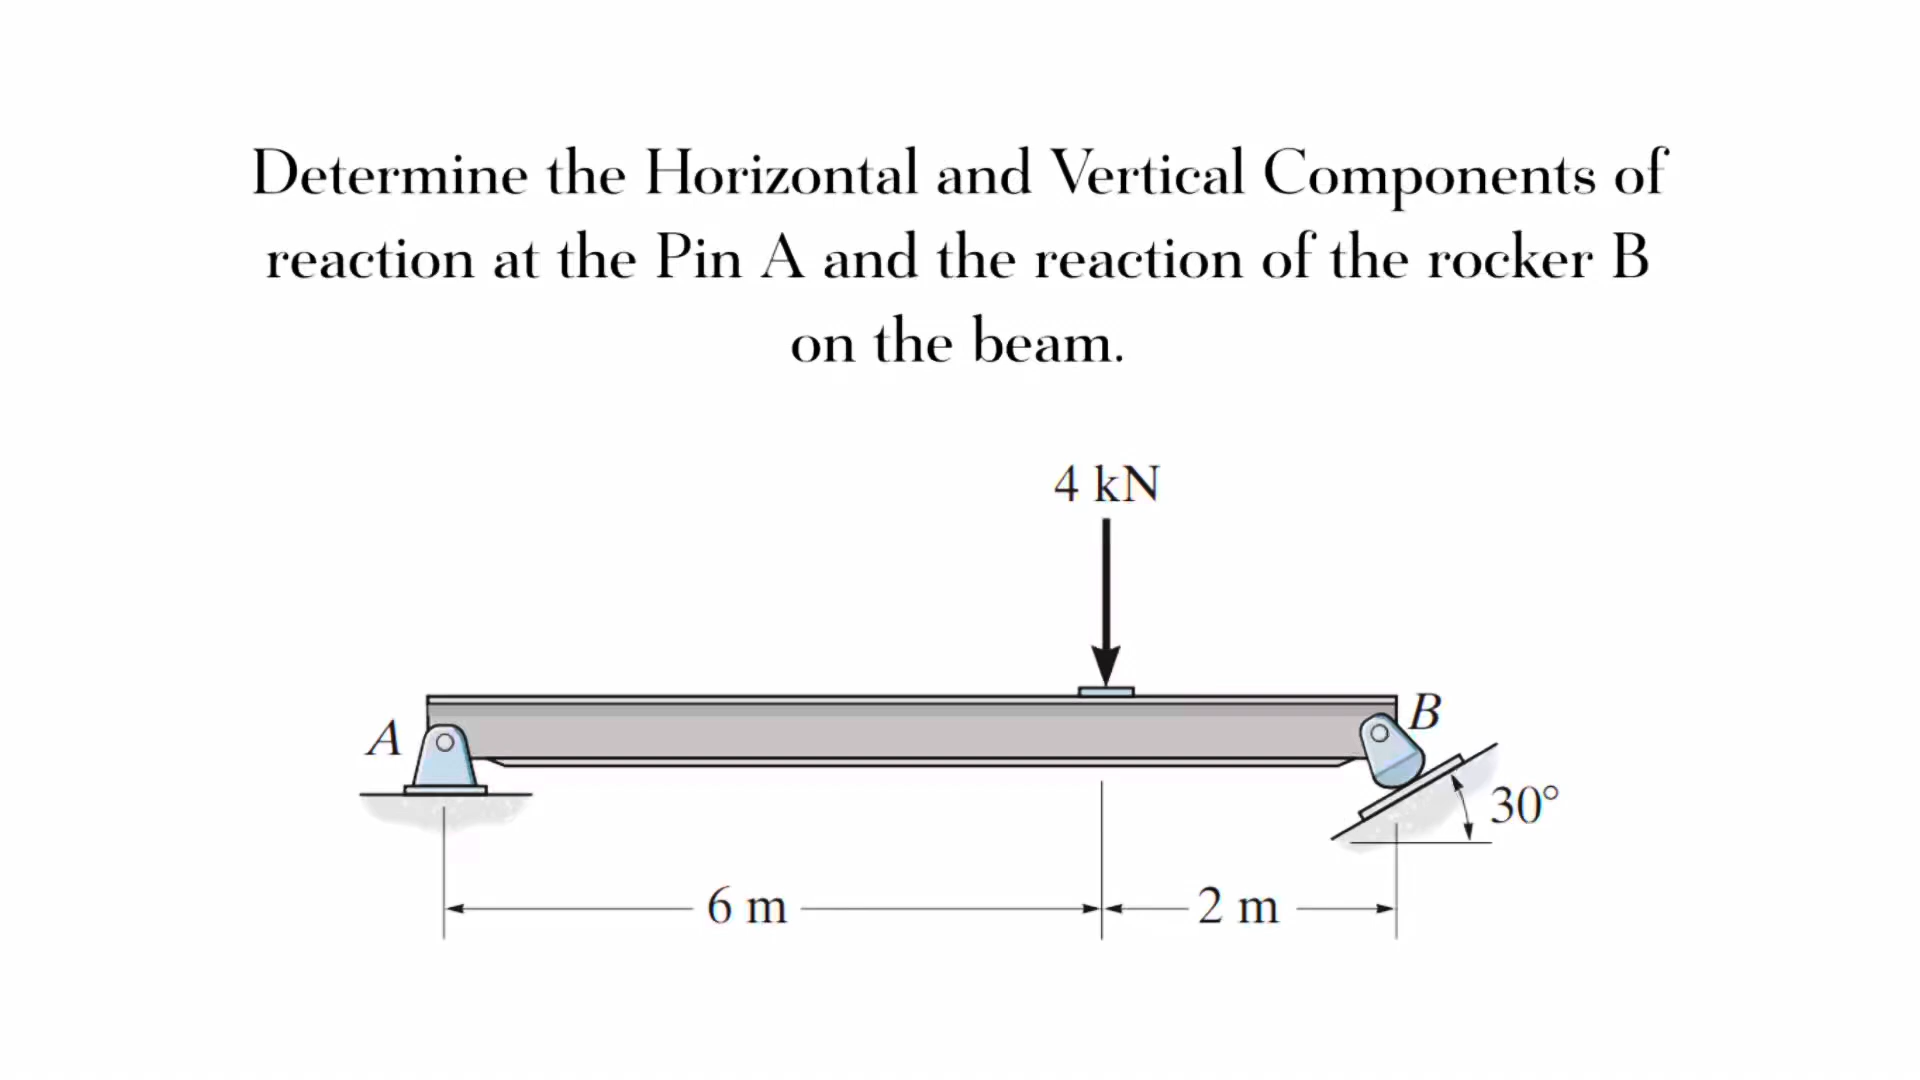 Determine the Horizontal and Vertical Components of
reaction at the Pin A and the reaction of the rocker B
on the beam.
4 kN
A
B
30°
6 m
2 m